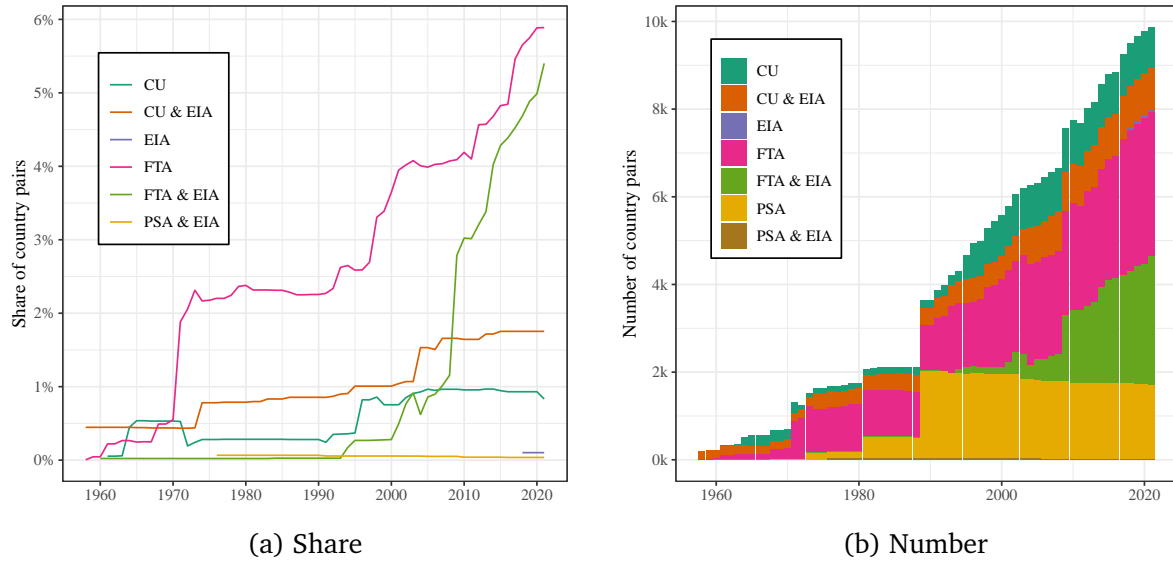 6%
5%
4%
3%
2%
1%
0%
Share of country pairs
CU
CU & EIA
EIA
FTA
FTA & EIA
PSA & EIA
1960
1970
1980
1990
2000
2010
2020
(a) Share
10k
8k
6k
4k
2k
0k
Number of country pairs
CU
CU & EIA
EIA
FTA
FTA & EIA
PSA
PSA & EIA
1960
1980
2000
2020
(b) Number